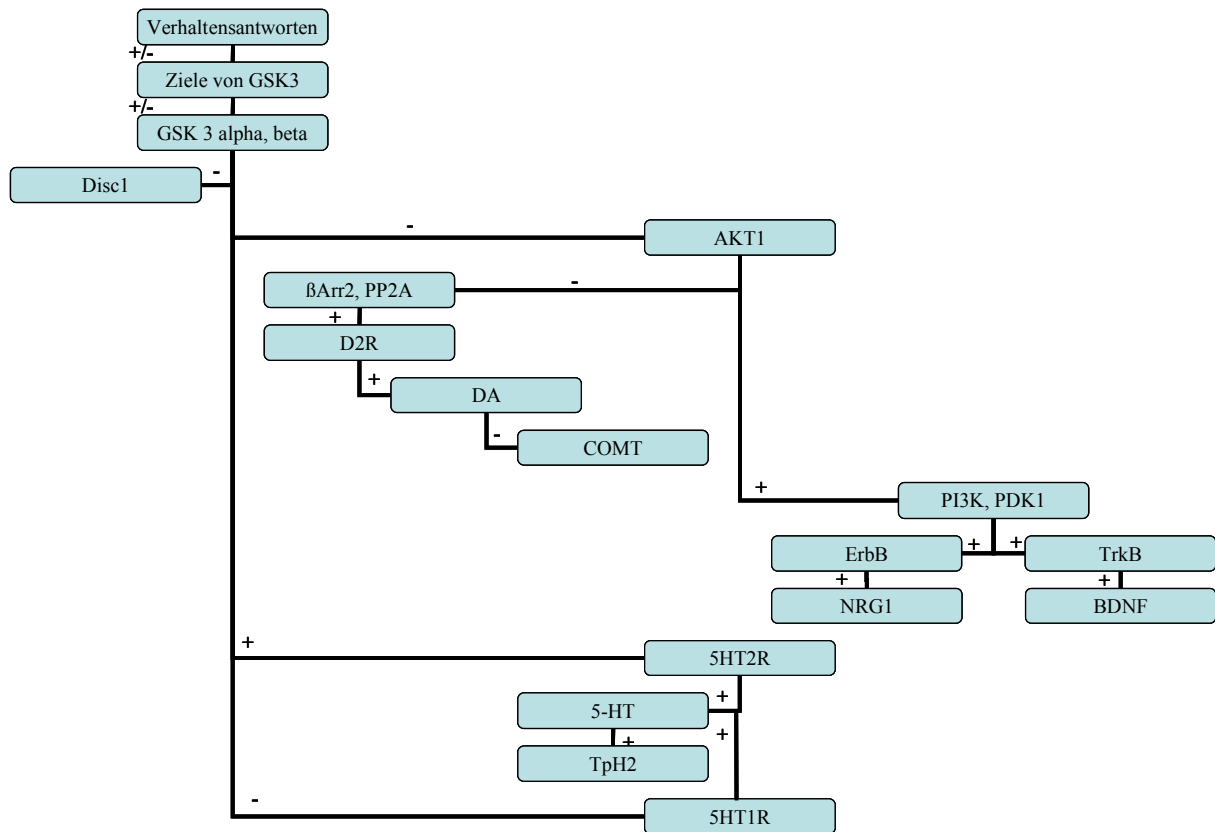 Verhaltensantworten
+/-
Ziele von GSK3
+/-
GSK 3 alpha, beta
-
Disc1
-
AKT1
ßArr2, PP2A
-
+
D2R
+
DA
-
COMT
+
PI3K, PDK1
ErbB
+
+
TrkB
+
+
NRG1
BDNF
+
5HT2R
+
5-HT
+
+
TpH2
-
5HT1R